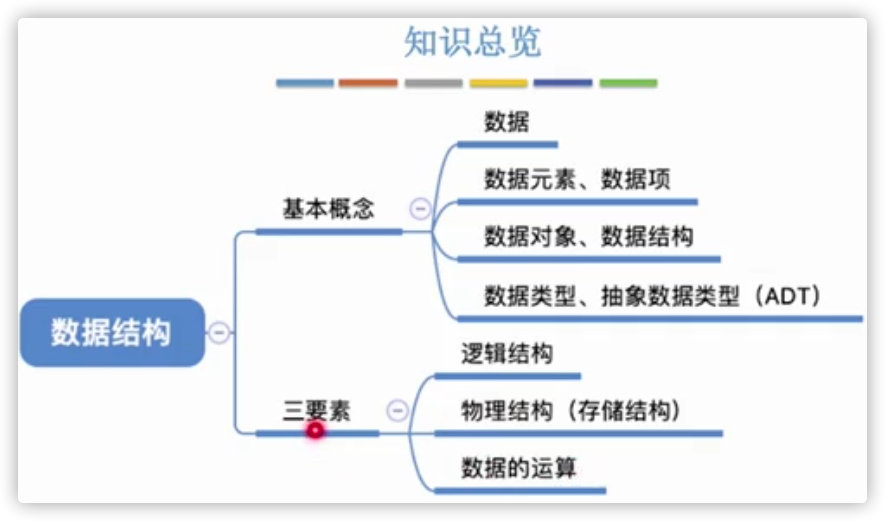 知识总览
数据
数据元素、数据项
基本概念
数据对象、数据结构
数据类型、抽象数据类型（ADT）
数据结构
逻辑结构
三要素
物理结构（存储结构）
数据的运算